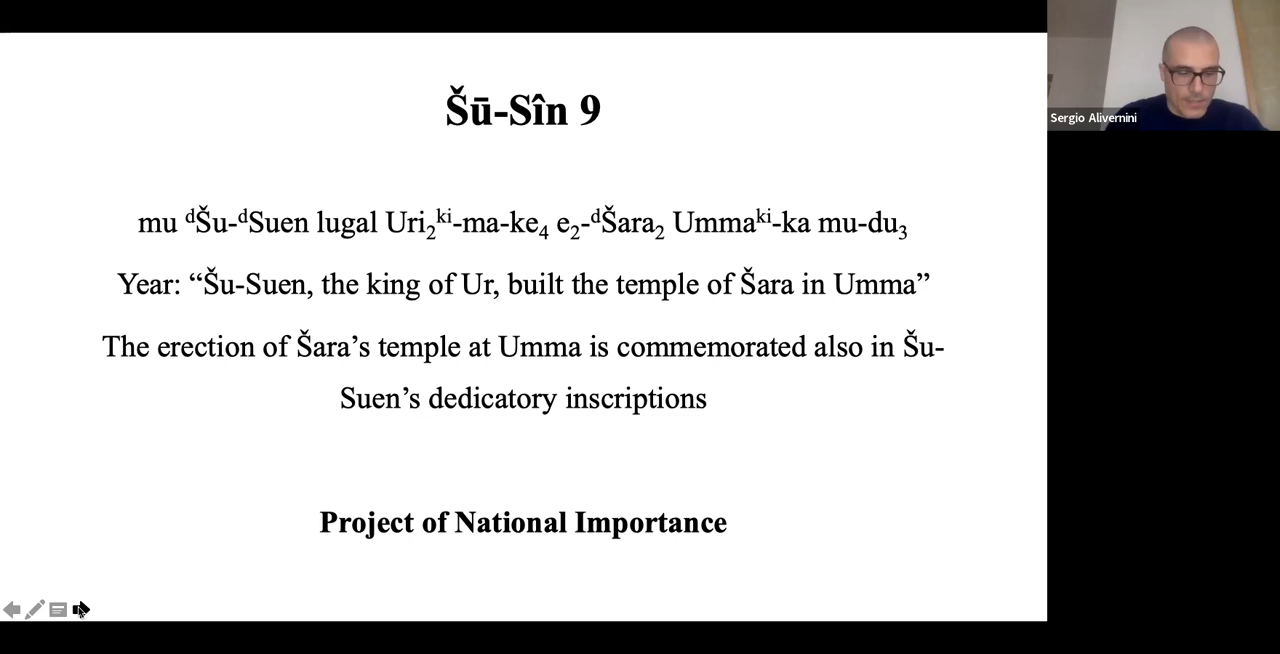 Šū-Sîn 9
mu ᵈŠu-ᵈSuen lugal Uri₂ᵏⁱ-ma-ke₄ e₂-ᵈŠara₂ Ummaᵏⁱ-ka mu-du₃
Year: “Šu-Suen, the king of Ur, built the temple of Šara in Umma”
The erection of Šara’s temple at Umma is commemorated also in Šu-
Suen’s dedicatory inscriptions
Project of National Importance
Sergio Alivernini